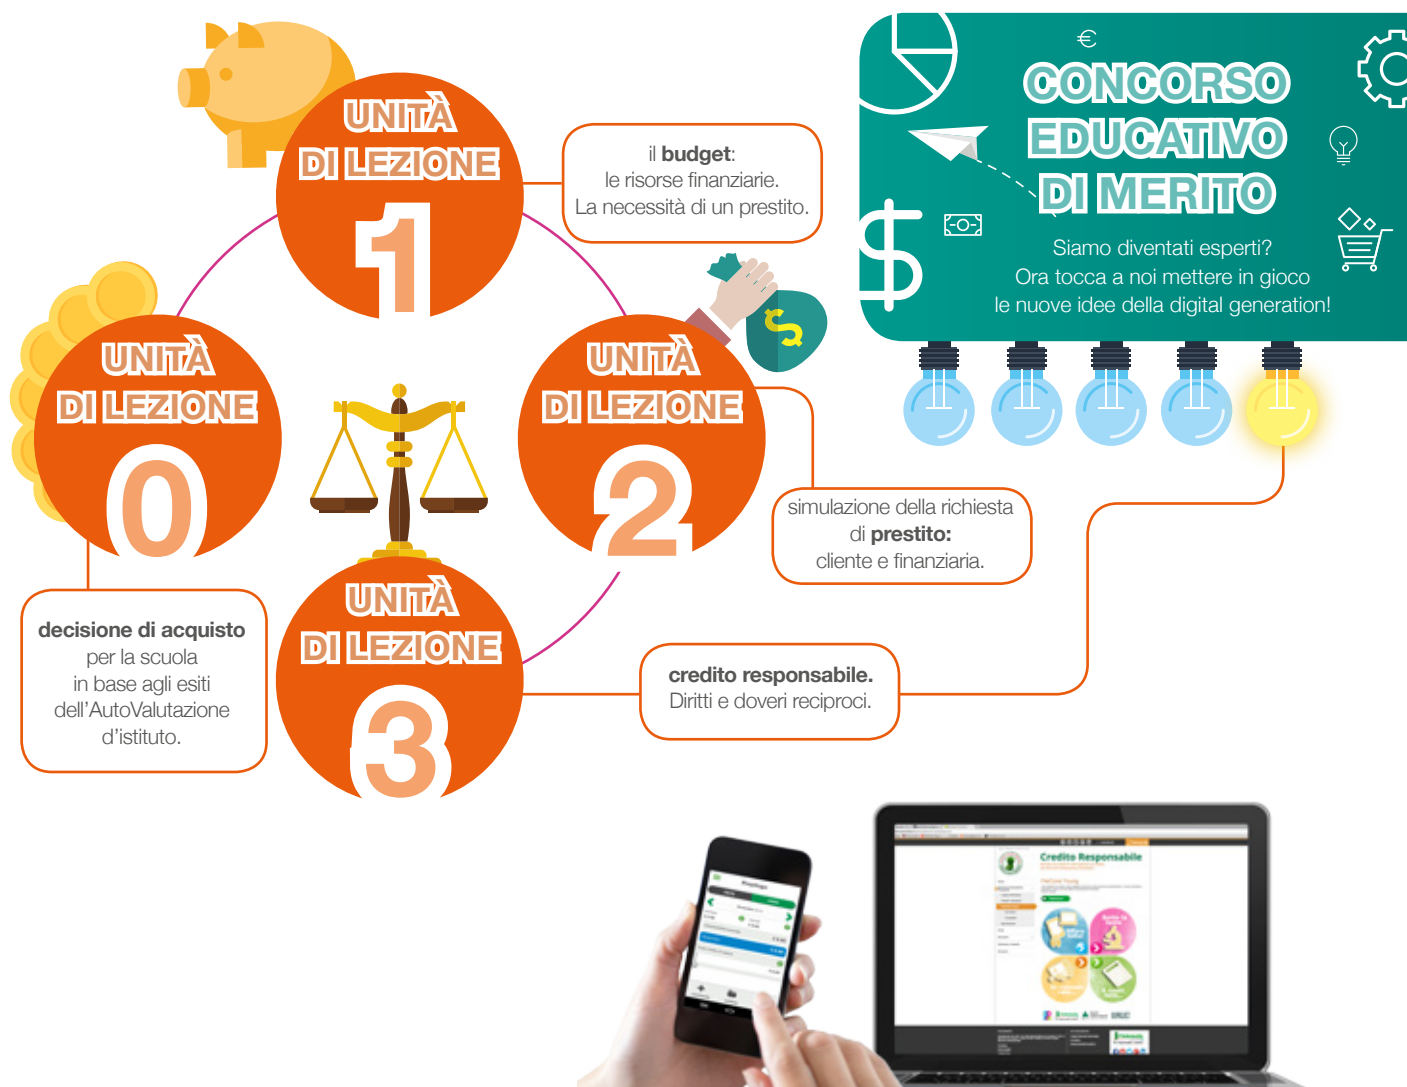 UNITÀ
DI LEZIONE
1
il budget:
le risorse finanziarie.
La necessità di un prestito.
CONCORSO
EDUCATIVO
DI MERITO
Siamo diventati esperti?
Ora tocca a noi mettere in gioco
le nuove idee della digital generation!
UNITÀ
DI LEZIONE
0
UNITÀ
DI LEZIONE
2
simulazione della richiesta
di prestito:
cliente e finanziaria.
decisione di acquisto
per la scuola
in base agli esiti
dell'AutoValutazione
d'istituto.
UNITÀ
DI LEZIONE
3
credito responsabile.
Diritti e doveri reciproci.
Credito Responsabile